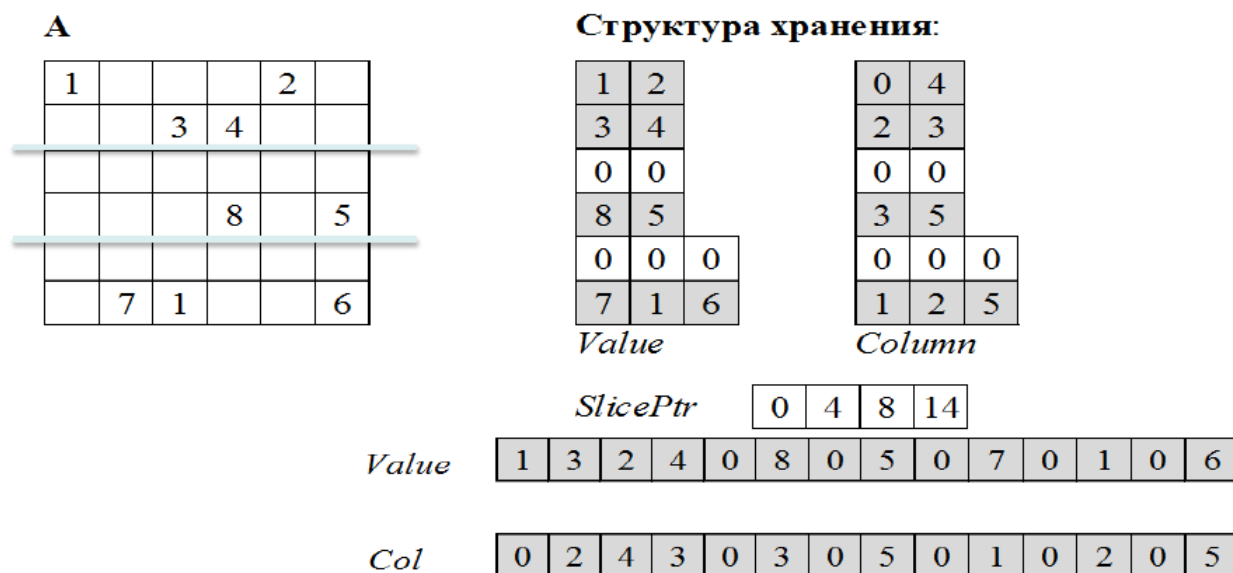 A Структура хранения:
1 2 1 2 0 4
3 4 3 4 2 3
0 0 0 0
8 5 8 5 3 5
0 0 0 0 0 0
7 1 6 7 1 6 1 2 5
Value Column
SlicePtr 0 4 8 14
Value 1 3 2 4 0 8 0 5 0 7 0 1 0 6
Col 0 2 4 3 0 3 0 5 0 1 0 2 0 5